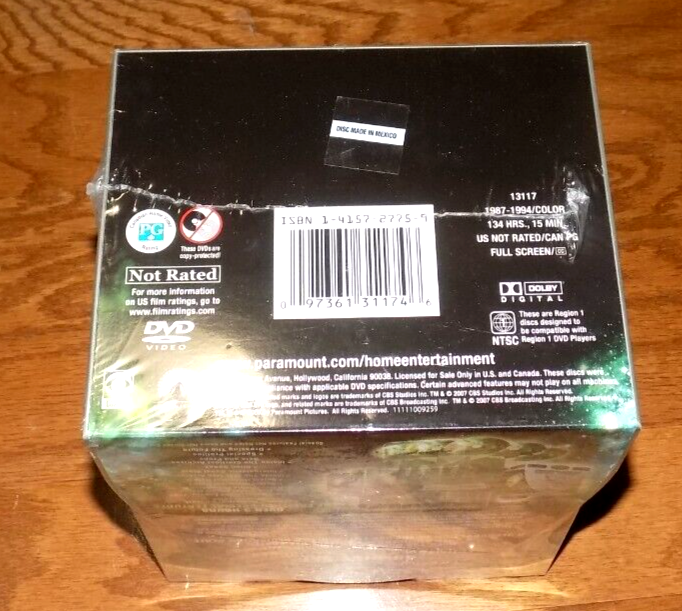 DISC MADE IN MEXICO
13117
1987-1994/COLOR
134 HRS., 15 MIN.
US NOT RATED/CAN PG
FULL SCREEN/CC
ISBN 1-4157-2775-9
0 97361 31174 6
PG
These DVDs are
copy-protected!
Not Rated
For more information
on US film ratings, go to
www.filmratings.com
DVD
VIDEO
DOLBY
DIGITAL
NTSC
These are Region 1
discs designed to
be compatible with
Region 1 DVD Players
paramount.com/homeentertainment
Avenue, Hollywood, California 90038. Licensed for Sale Only in U.S. and Canada. These discs were
with applicable DVD specifications. Certain advanced features may not play on all machines.
marks and logos are trademarks of CBS Studios Inc. TM & © 2007 CBS Studios Inc. All Rights Reserved.
and related marks are trademarks of CBS Broadcasting Inc. TM & © 2007 CBS Broadcasting Inc. All Rights Reserved.
Paramount Pictures. All Rights Reserved. 11111009259